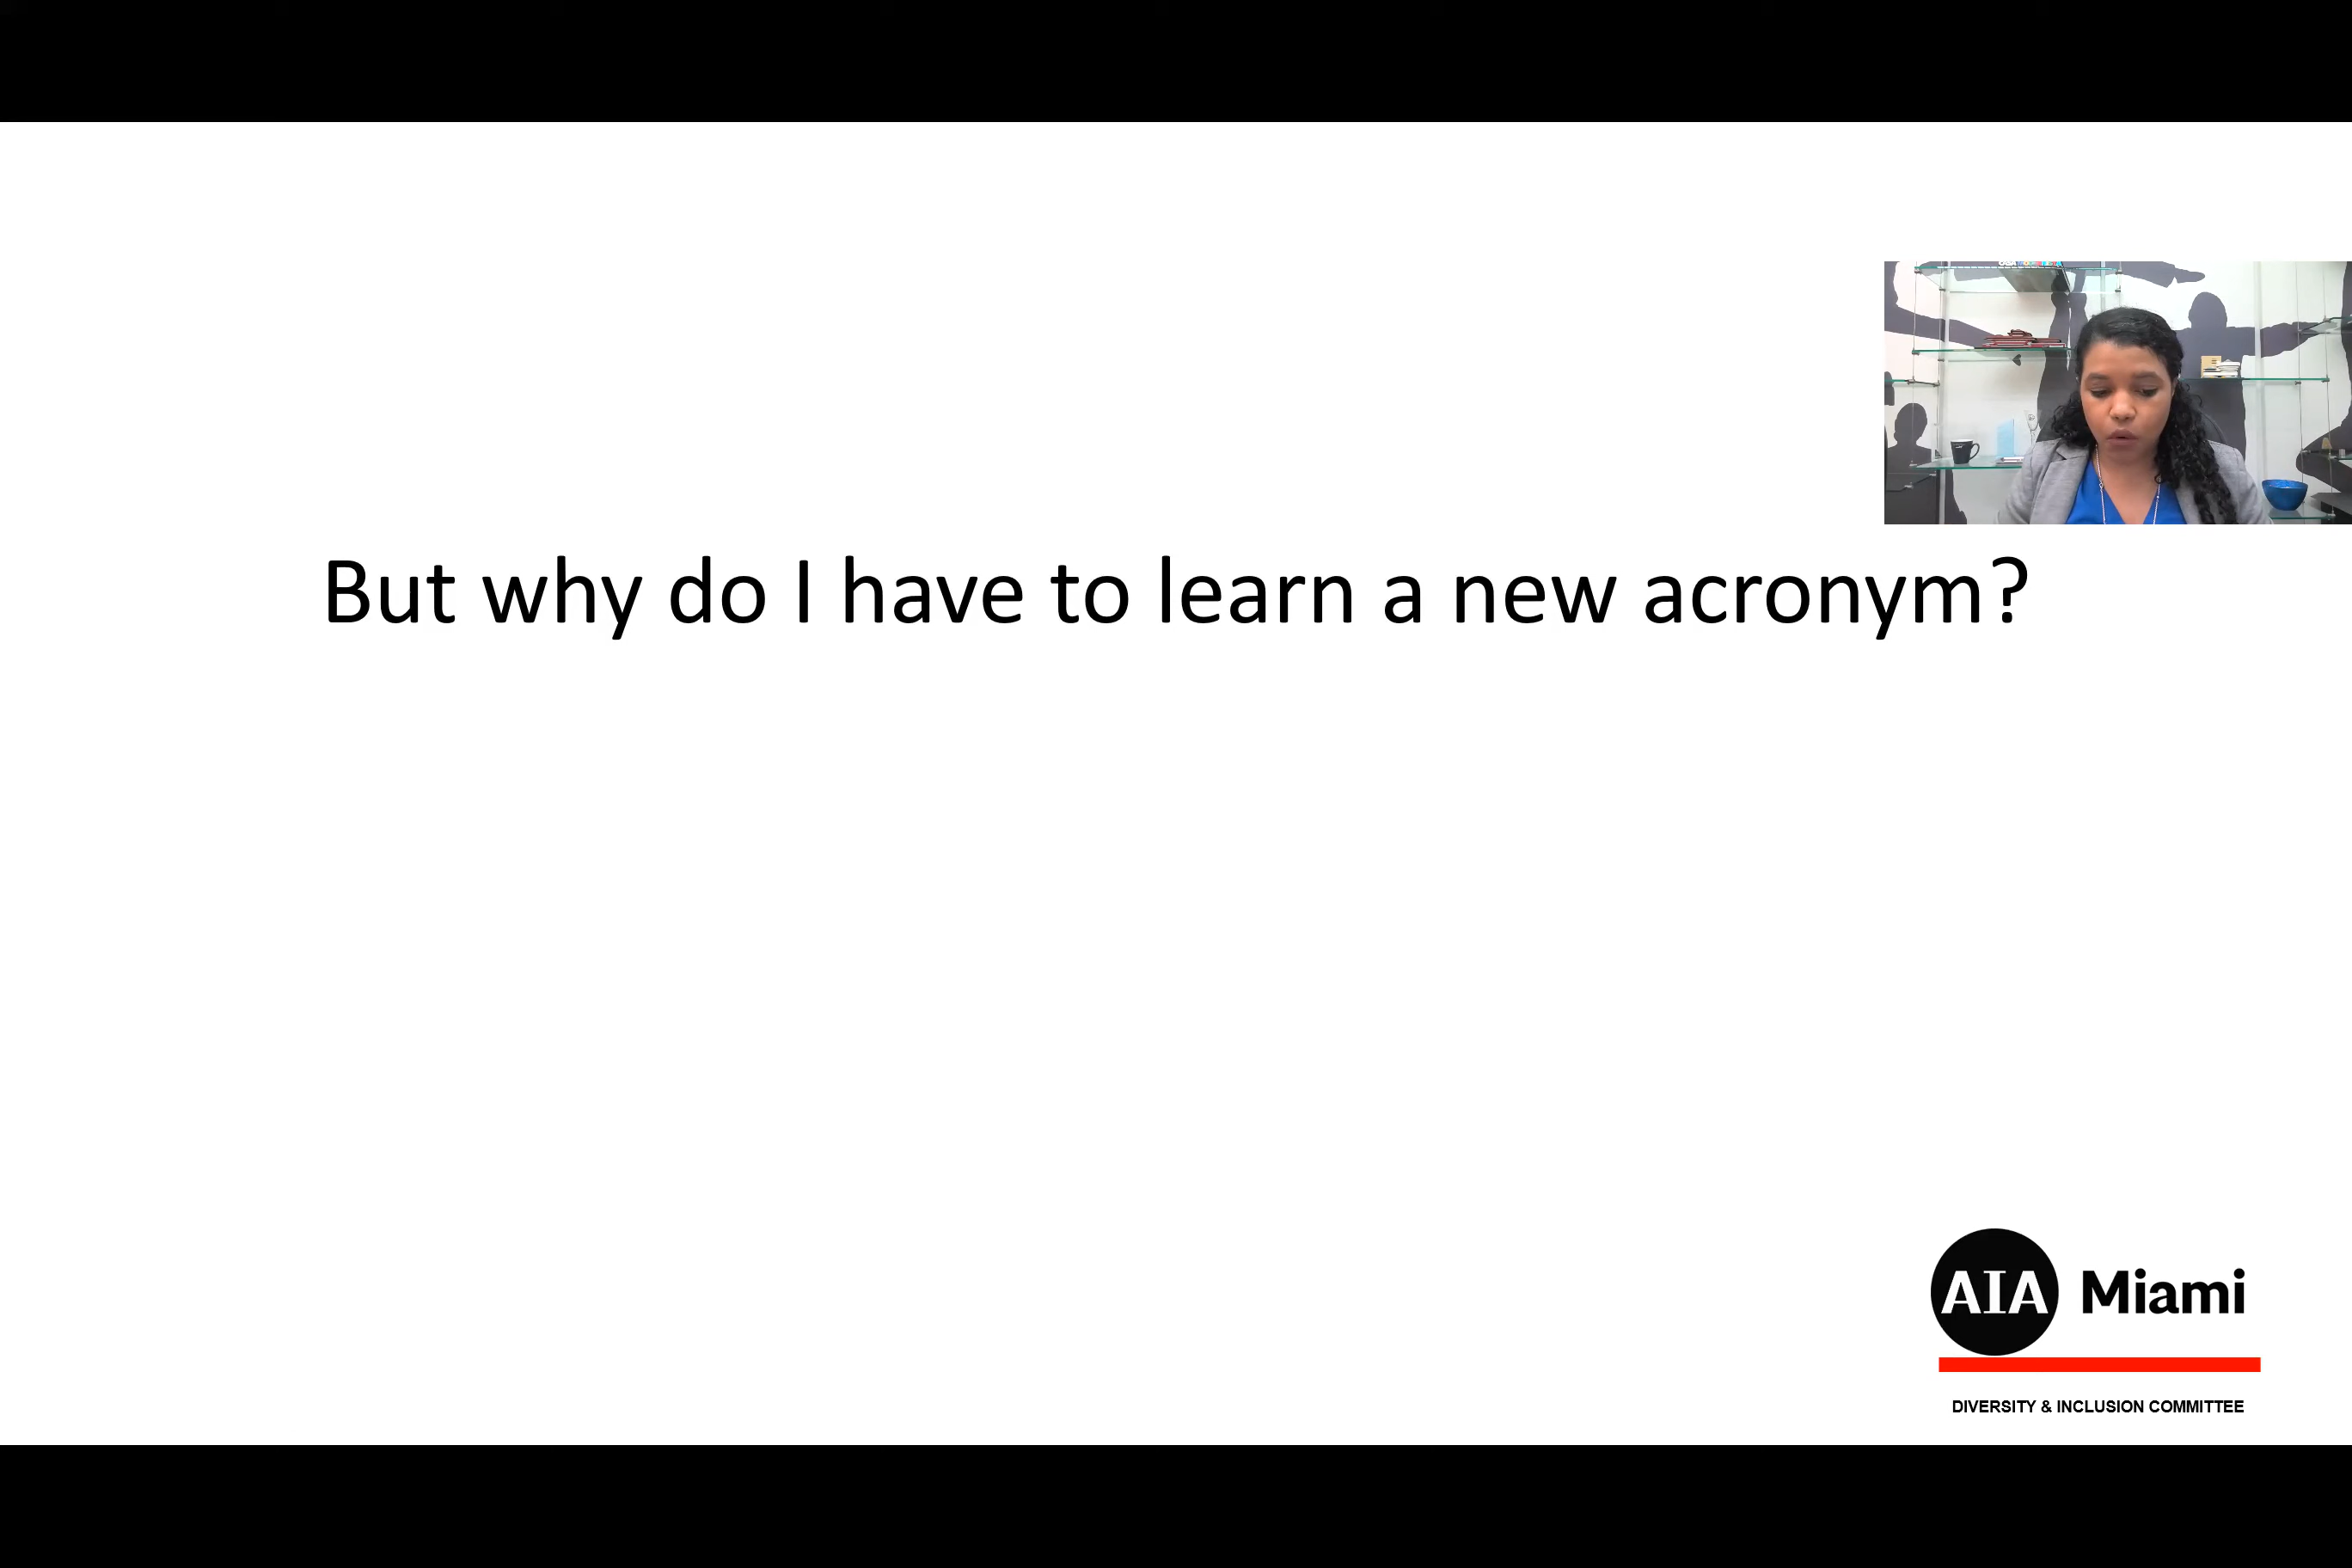 But why do I have to learn a new acronym?
AIA Miami
DIVERSITY & INCLUSION COMMITTEE